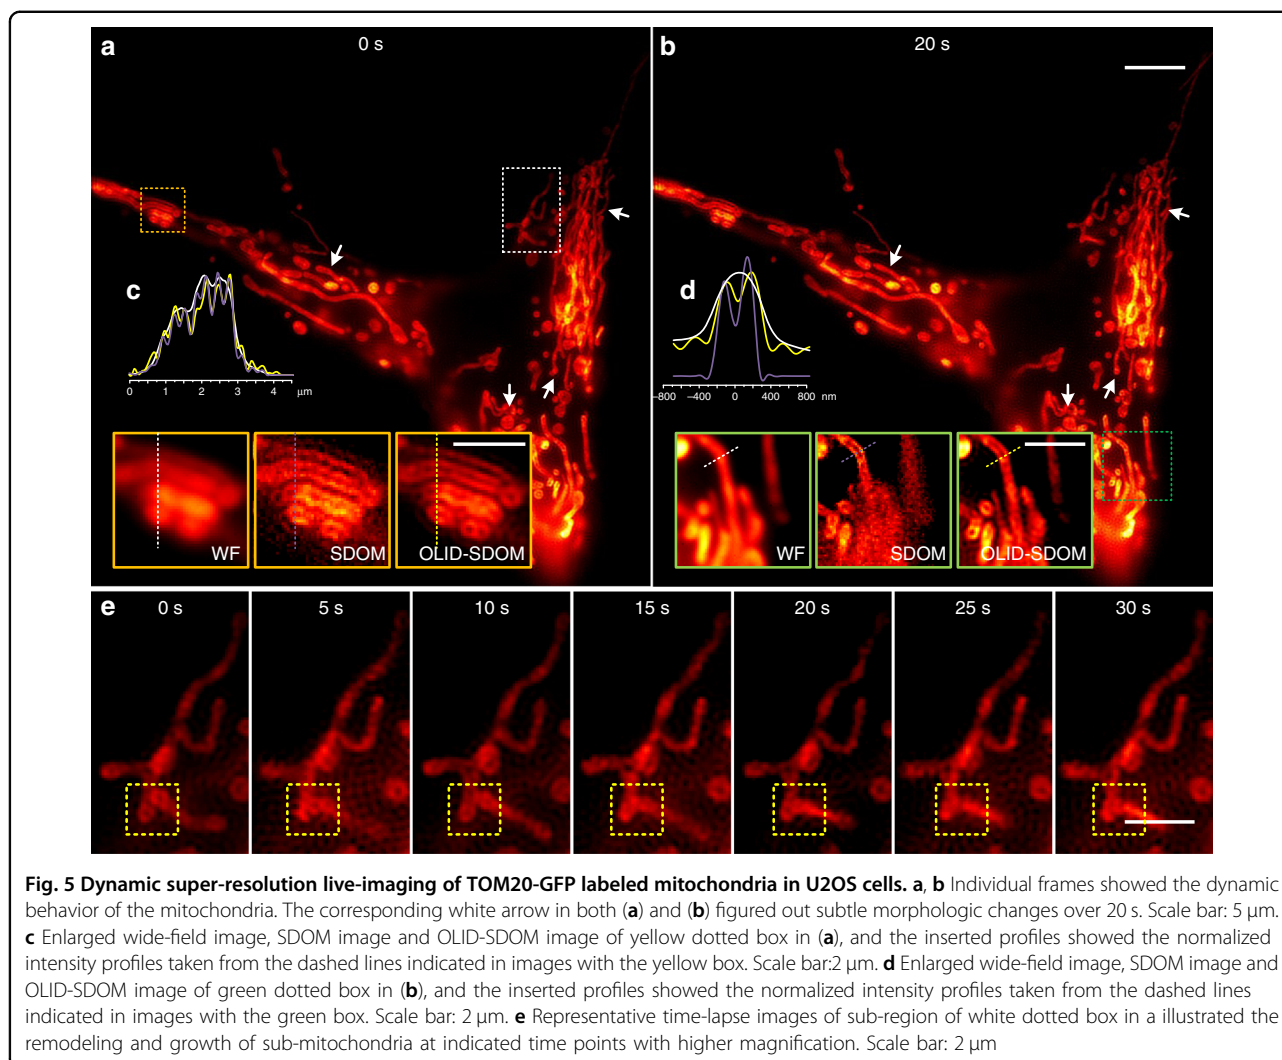 a
0 s
b
20 s
c
0
1
2
3
4
μm
d
−800
−400
0
400
800
nm
WF
SDOM
OLID-SDOM
WF
SDOM
OLID-SDOM
e
0 s
5 s
10 s
15 s
20 s
25 s
30 s
Fig. 5 Dynamic super-resolution live-imaging of TOM20-GFP labeled mitochondria in U2OS cells. a, b Individual frames showed the dynamic
behavior of the mitochondria. The corresponding white arrow in both (a) and (b) figured out subtle morphologic changes over 20 s. Scale bar: 5 μm.
c Enlarged wide-field image, SDOM image and OLID-SDOM image of yellow dotted box in (a), and the inserted profiles showed the normalized
intensity profiles taken from the dashed lines indicated in images with the yellow box. Scale bar:2 μm. d Enlarged wide-field image, SDOM image and
OLID-SDOM image of green dotted box in (b), and the inserted profiles showed the normalized intensity profiles taken from the dashed lines
indicated in images with the green box. Scale bar: 2 μm. e Representative time-lapse images of sub-region of white dotted box in a illustrated the
remodeling and growth of sub-mitochondria at indicated time points with higher magnification. Scale bar: 2 μm